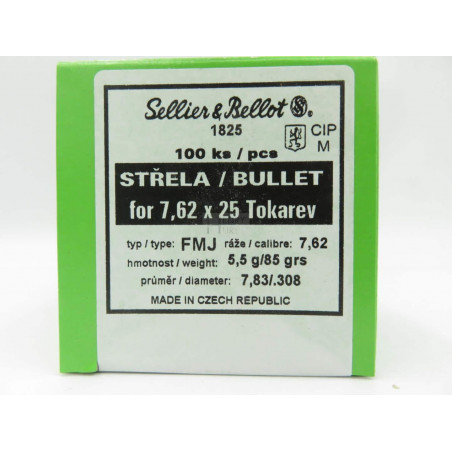 Sellier & Bellot S&B®.
1825
CIP
M
100 ks / pcs
STŘELA / BULLET
for 7,62 x 25 Tokarev
typ / type: FMJ ráže / calibre: 7,62
hmotnost / weight: 5,5 g/85 grs
průměr / diameter: 7,83/.308
MADE IN CZECH REPUBLIC